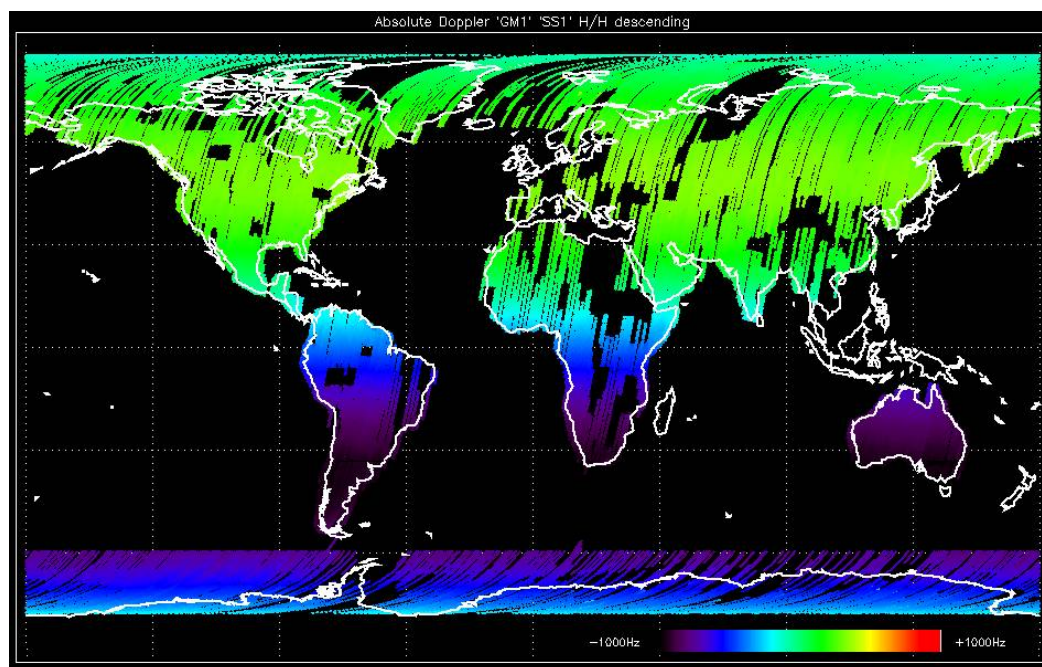 Absolute Doppler 'GM1' 'SS1' H/H descending
-1000Hz +1000Hz